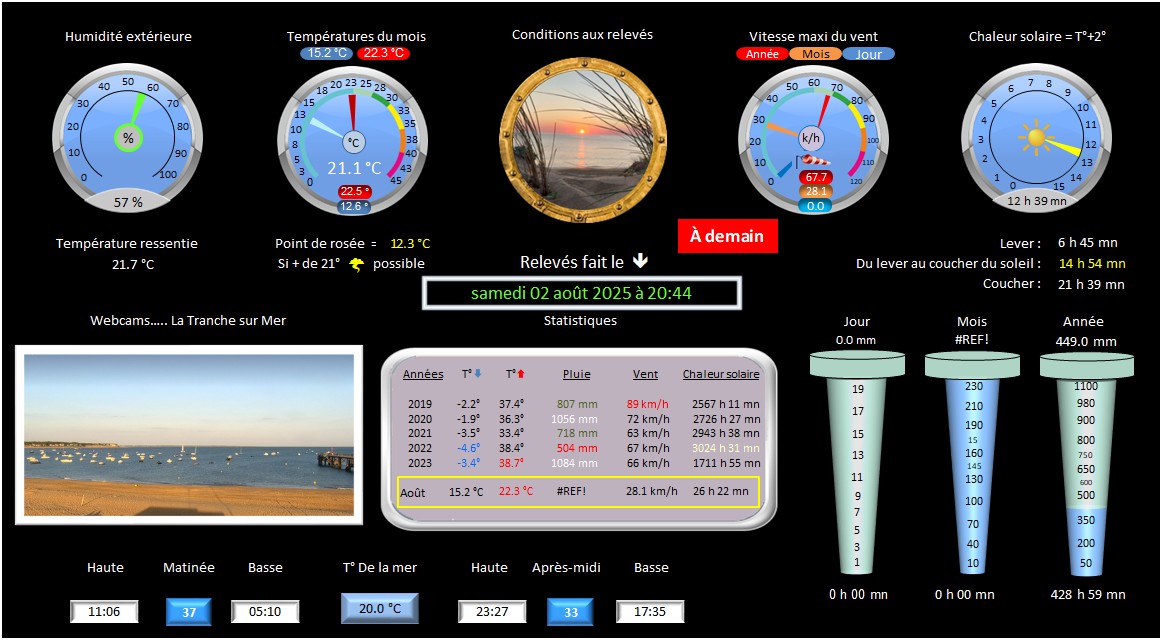 Humidité extérieure
Températures du mois
15.2 °C 22.3 °C
Conditions aux relevés
Vitesse maxi du vent
Année Mois Jour
Chaleur solaire = T°+2°
0 10 20 30 40 50 60 70 80 90 100
%
57 %
0 3 5 8 10 13 15 18 20 23 25 28 30 33 35 38 40 43 45
°C
21.1 °C
22.5 °
12.6 °
0 10 20 30 40 50 60 70 80 90 100 110 120
k/h
67.7
28.1
0.0
0 1 2 3 4 5 6 7 8 9 10 11 12 13 14 15
12 h 39 mn
À demain
Température ressentie
21.7 °C
Point de rosée = 12.3 °C
Si + de 21° possible
Relevés fait le
samedi 02 août 2025 à 20:44
Lever : 6 h 45 mn
Du lever au coucher du soleil : 14 h 54 mn
Coucher : 21 h 39 mn
Webcams..... La Tranche sur Mer
Statistiques
Années T° T° Pluie Vent Chaleur solaire
2019 -2.2° 37.4° 807 mm 89 km/h 2567 h 11 mn
2020 -1.9° 36.3° 1056 mm 72 km/h 2726 h 27 mn
2021 -3.5° 33.4° 718 mm 63 km/h 2943 h 38 mn
2022 -4.6° 38.4° 504 mm 67 km/h 3024 h 31 mn
2023 -3.4° 38.7° 1084 mm 66 km/h 1711 h 55 mn
Août 15.2 °C 22.3 °C #REF! 28.1 km/h 26 h 22 mn
Jour
0.0 mm
19
17
15
13
11
9
7
5
3
1
0 h 00 mn
Mois
#REF!
230
210
190
15
160
145
130
100
70
40
10
0 h 00 mn
Année
449.0 mm
1100
980
900
800
750
650
600
500
350
200
50
428 h 59 mn
Haute Matinée Basse T° De la mer Haute Après-midi Basse
11:06 37 05:10 20.0 °C 23:27 33 17:35